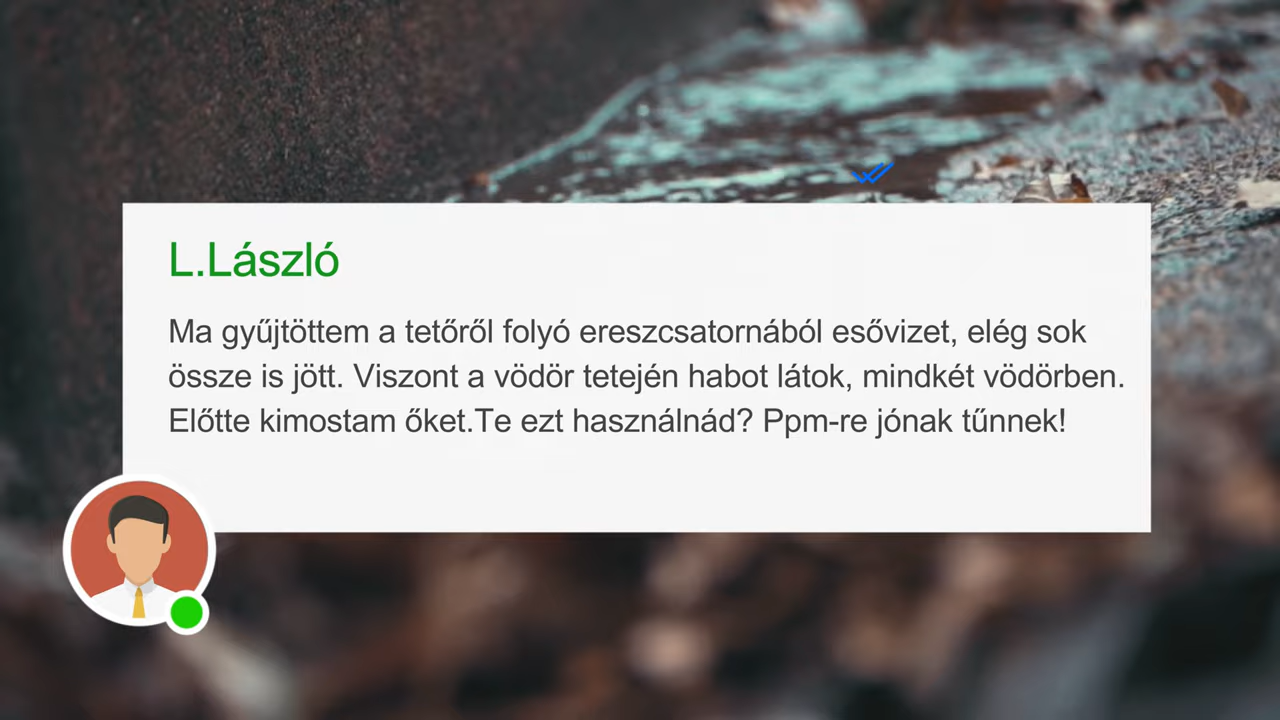 L.László
Ma gyűjtöttem a tetőről folyó ereszcsatornából esővizet, elég sok
össze is jött. Viszont a vödör tetején habot látok, mindkét vödörben.
Előtte kimostam őket.Te ezt használnád? Ppm-re jónak tűnnek!